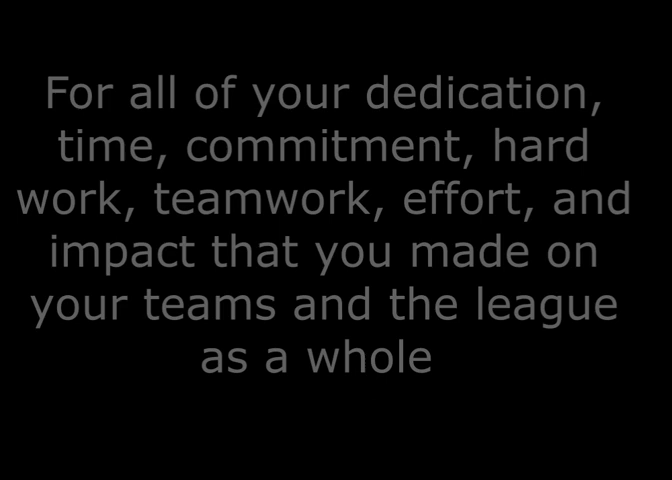 For all of your dedication,
time, commitment, hard
work, teamwork, effort, and
impact that you made on
your teams and the league
as a whole